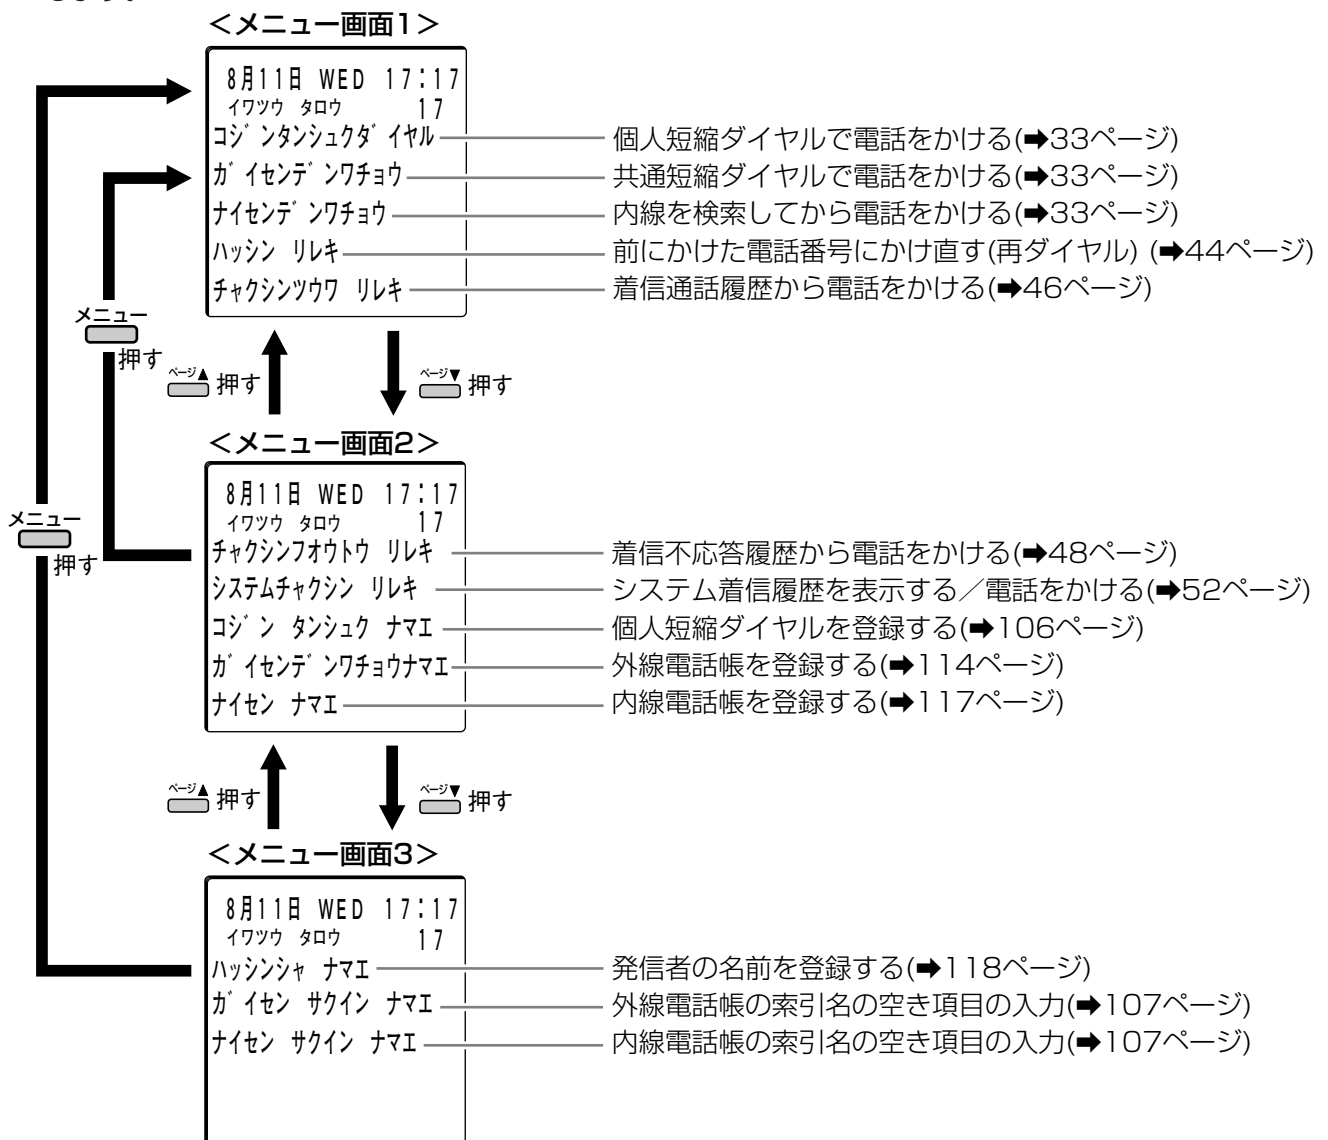 <メニュー画面1>
8月11日 WED 17:17
イワツウ タロウ 17
コジンタンシュクダイヤル 個人短縮ダイヤルで電話をかける(➡33ページ)
ガイセンデンワチョウ 共通短縮ダイヤルで電話をかける(➡33ページ)
ナイセンデンワチョウ 内線を検索してから電話をかける(➡33ページ)
ハッシン リレキ 前にかけた電話番号にかけ直す(再ダイヤル) (➡44ページ)
チャクシンツウワ リレキ 着信通話履歴から電話をかける(➡46ページ)
メニュー
押す
ページ▲ 押す
ページ▼ 押す
<メニュー画面2>
8月11日 WED 17:17
イワツウ タロウ 17
メニュー
押す
チャクシンフオウトウ リレキ 着信不応答履歴から電話をかける(➡48ページ)
システムチャクシン リレキ システム着信履歴を表示する/電話をかける(➡52ページ)
コジン タンシュク ナマエ 個人短縮ダイヤルを登録する(➡106ページ)
ガイセンデンワチョウナマエ 外線電話帳を登録する(➡114ページ)
ナイセン ナマエ 内線電話帳を登録する(➡117ページ)
ページ▲ 押す
ページ▼ 押す
<メニュー画面3>
8月11日 WED 17:17
イワツウ タロウ 17
ハッシンシャ ナマエ 発信者の名前を登録する(➡118ページ)
ガイセン サクイン ナマエ 外線電話帳の索引名の空き項目の入力(➡107ページ)
ナイセン サクイン ナマエ 内線電話帳の索引名の空き項目の入力(➡107ページ)